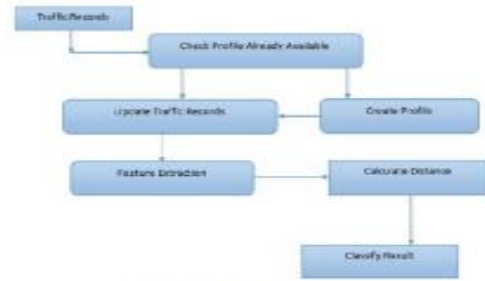 Traffic Records
Check Profile Already Available
Update Traffic Records
Create Profile
Feature Extraction
Calculate Distance
Classify Result